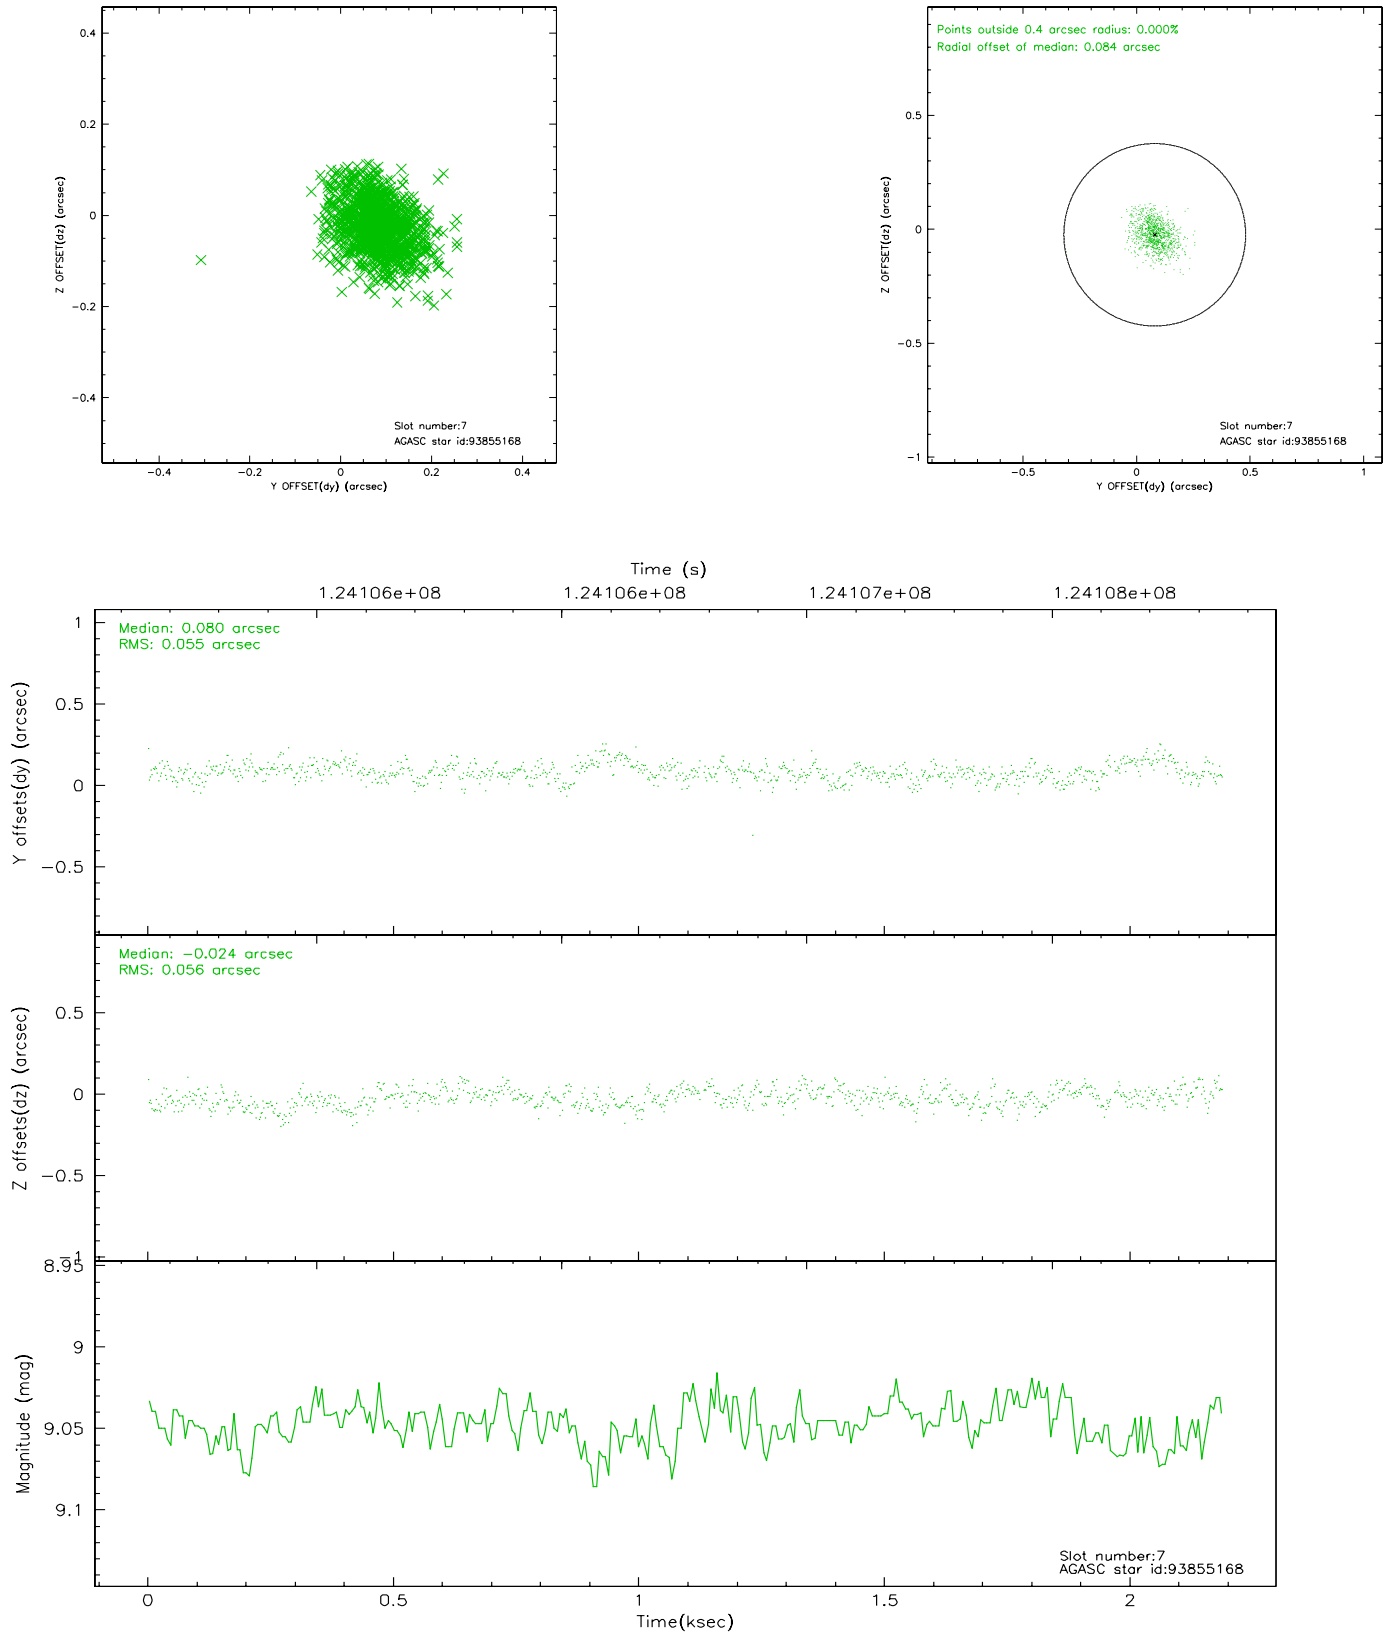 0.4
0.2
0
−0.2
−0.4
Z OFFSET(dz) (arcsec)
Slot number:7
AGASC star id:93855168
−0.4 −0.2 0 0.2 0.4
Y OFFSET(dy) (arcsec)
Points outside 0.4 arcsec radius: 0.000%
Radial offset of median: 0.084 arcsec
0.5
0
−0.5
−1
Z OFFSET(dz) (arcsec)
Slot number:7
AGASC star id:93855168
−0.5 0 0.5 1
Y OFFSET(dy) (arcsec)
Time (s)
1.24106e+08 1.24106e+08 1.24107e+08 1.24108e+08
Median: 0.080 arcsec
RMS: 0.055 arcsec
1
0.5
0
−0.5
Y offsets(dy) (arcsec)
Median: −0.024 arcsec
RMS: 0.056 arcsec
0.5
0
−0.5
−1
Z offsets(dz) (arcsec)
8.95
9
9.05
9.1
Magnitude (mag)
Slot number:7
AGASC star id:93855168
0 0.5 1 1.5 2
Time(ksec)